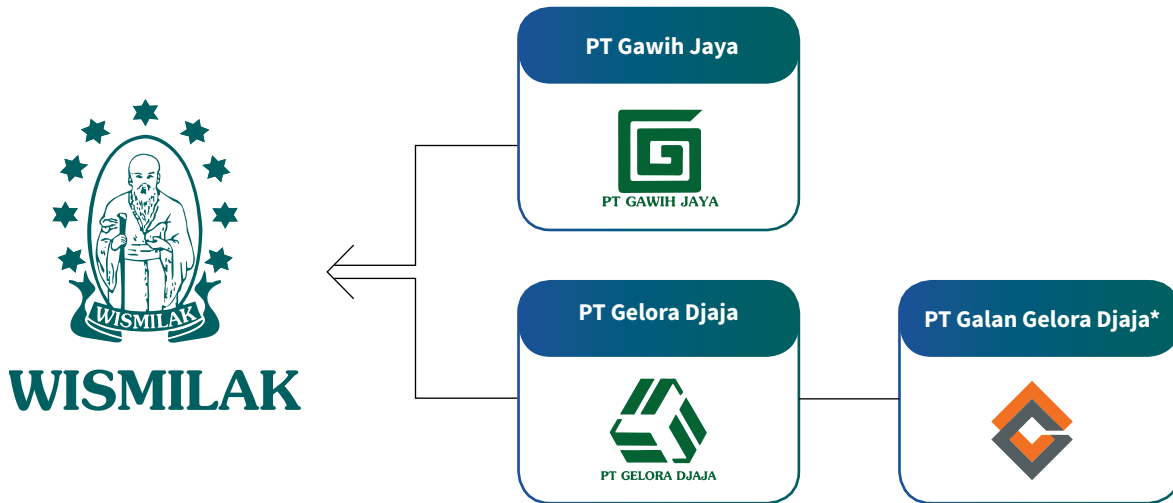 PT Gawih Jaya
PT GAWIH JAYA
WISMILAK
WISMILAK
PT Gelora Djaja
PT GELORA DJAJA
PT Galan Gelora Djaja*